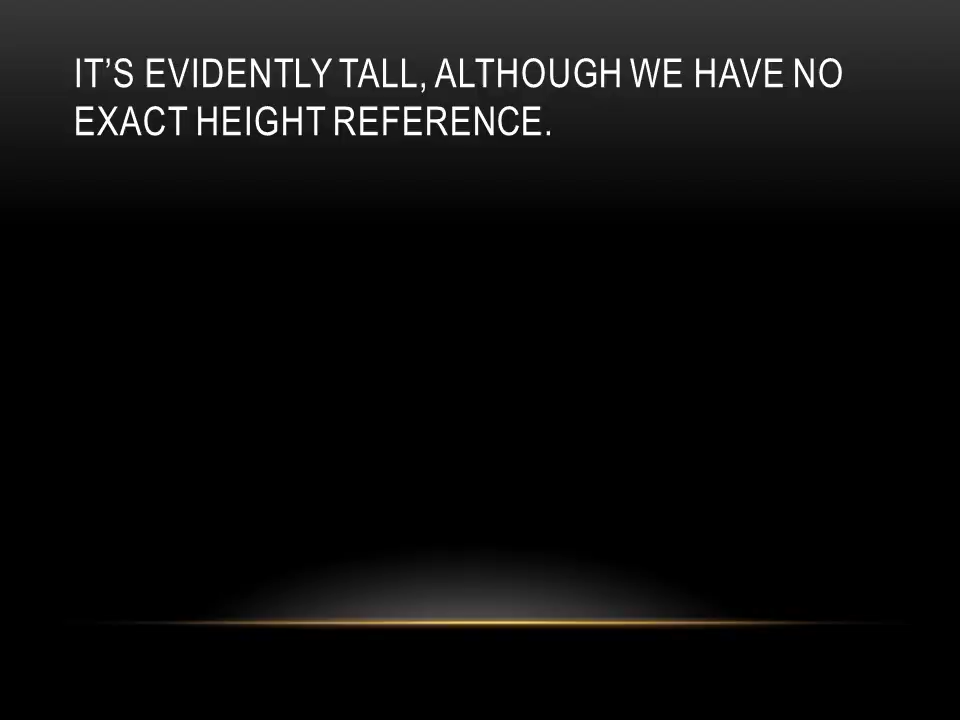 IT’S EVIDENTLY TALL, ALTHOUGH WE HAVE NO
EXACT HEIGHT REFERENCE.